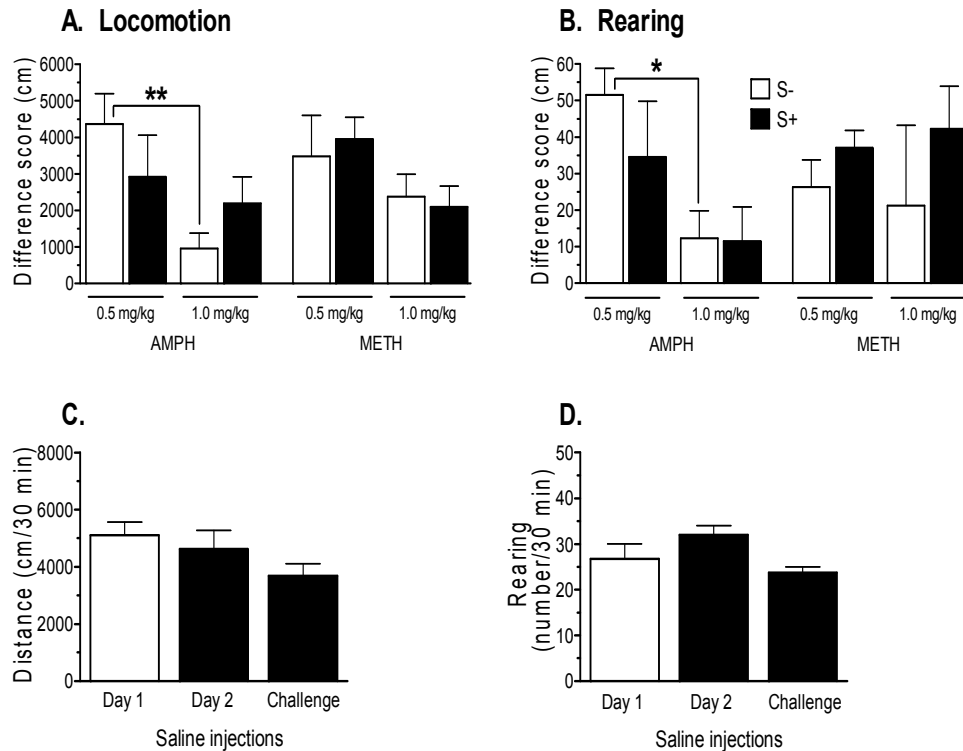 A. Locomotion
Difference score (cm)
6000
5000
4000
3000
2000
1000
0
**
0.5 mg/kg 1.0 mg/kg 0.5 mg/kg 1.0 mg/kg
AMPH METH
B. Rearing
Difference score (cm)
60
50
40
30
20
10
0
*
S-
S+
0.5 mg/kg 1.0 mg/kg 0.5 mg/kg 1.0 mg/kg
AMPH METH
C.
Distance (cm/30 min)
8000
6000
4000
2000
0
Day 1 Day 2 Challenge
Saline injections
D.
Rearing
(number/30 min)
50
40
30
20
10
0
Day 1 Day 2 Challenge
Saline injections